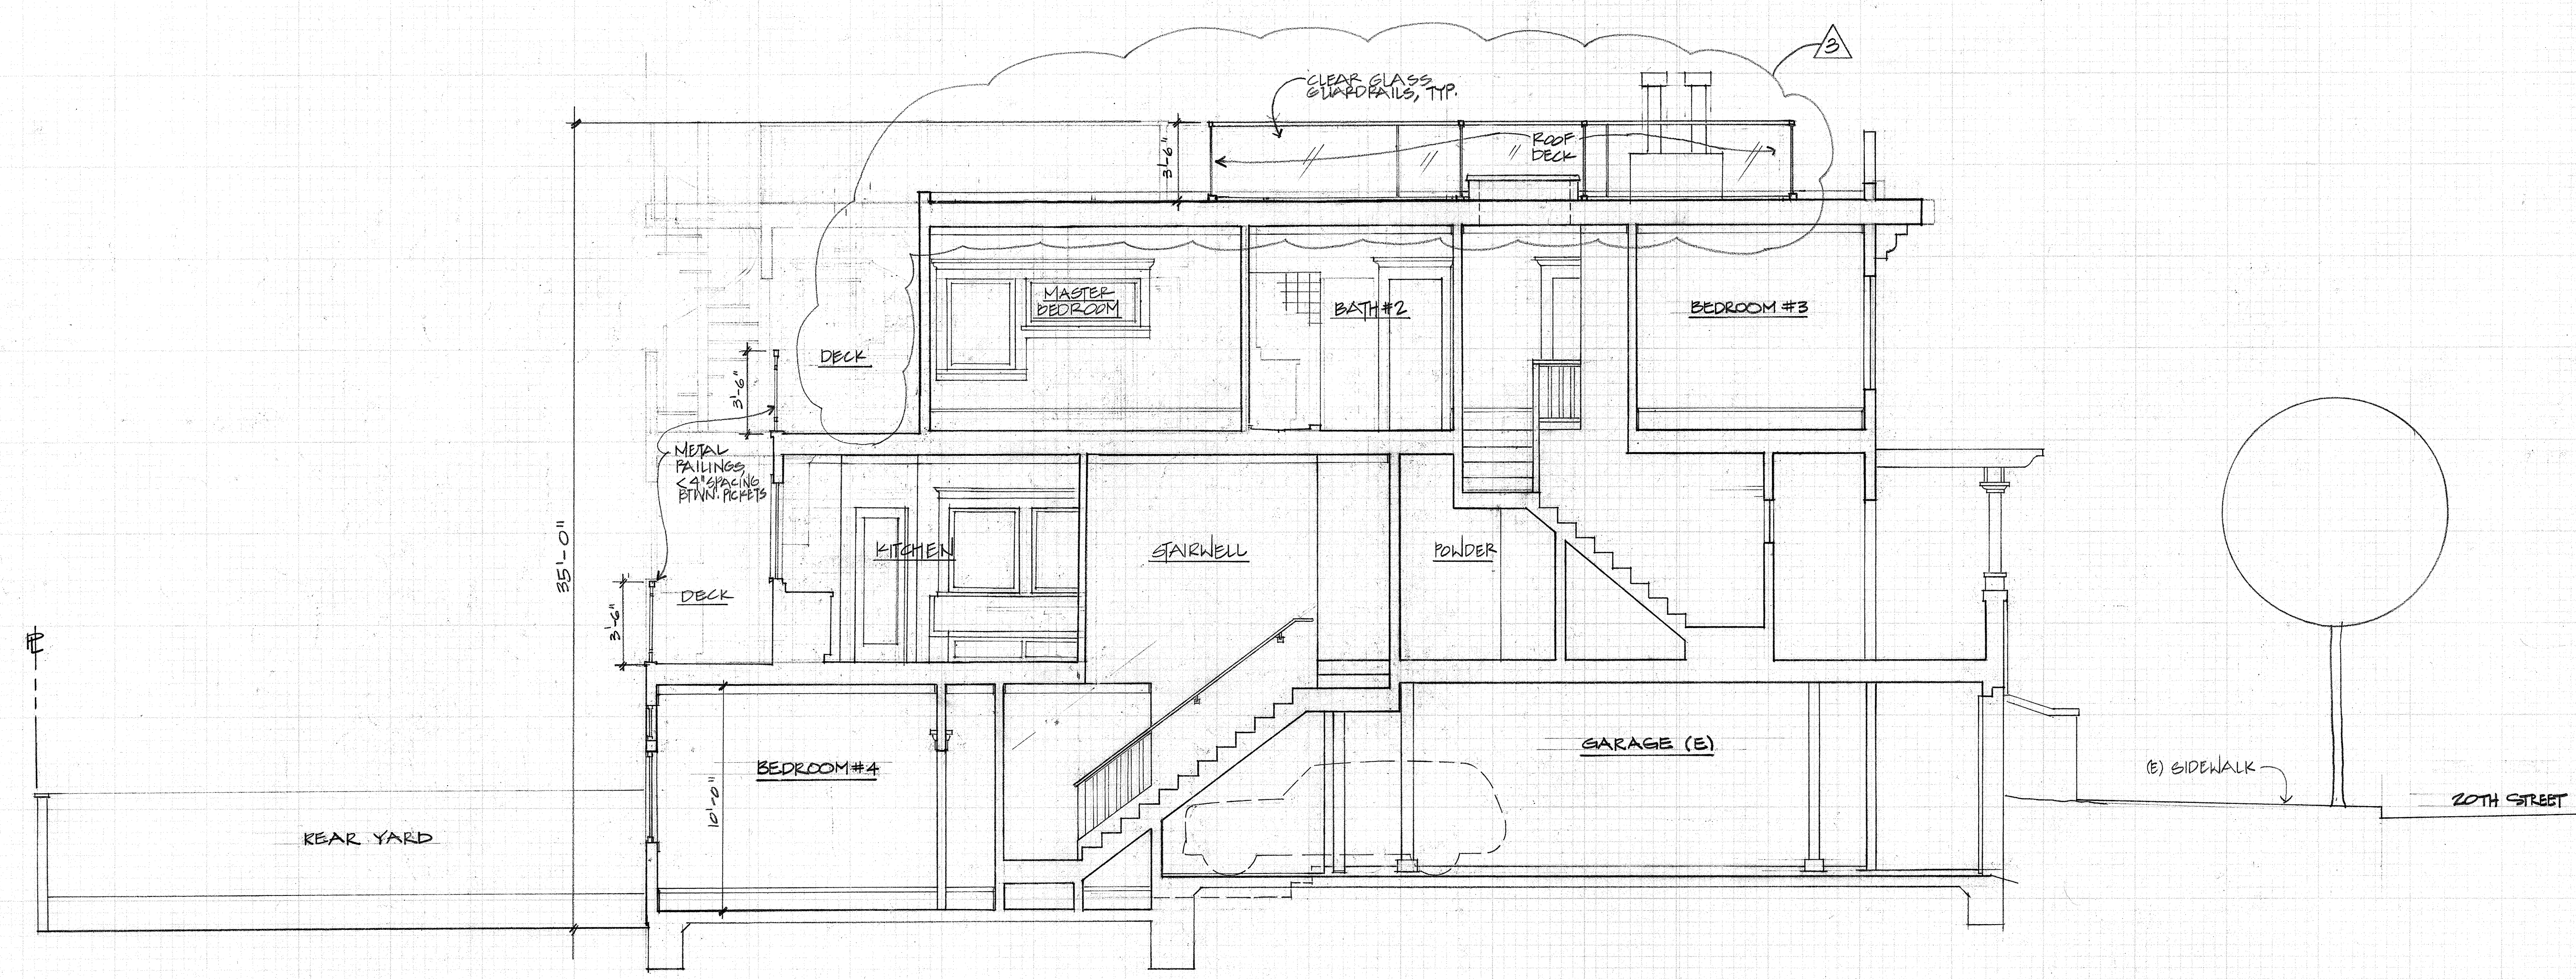 3
CLEAR GLASS
GUARDRAILS, TYP.
3'-6"
ROOF
DECK
MASTER
BEDROOM
BATH #2
BEDROOM #3
DECK
3'-6"
METAL
RAILINGS,
< 4" SPACING
BTWN. PICKETS
35'-0"
KITCHEN
STAIRWELL
POWDER
DECK
3'-6"
PL
BEDROOM #4
10'-0"
GARAGE (E)
(E) SIDEWALK
20TH STREET
REAR YARD